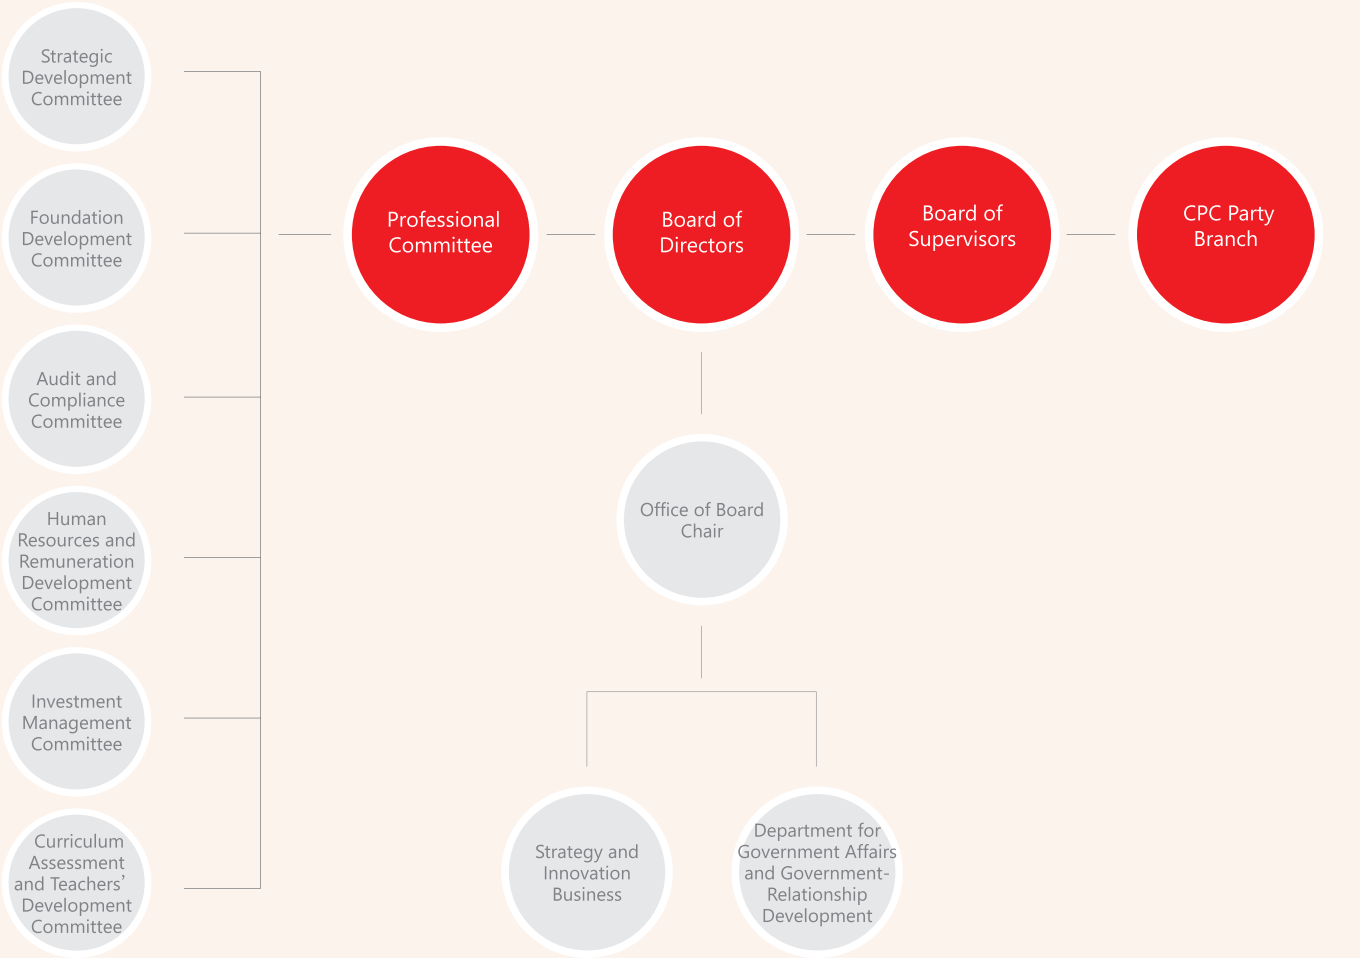 Strategic
Development
Committee
Foundation
Development
Committee
Audit and
Compliance
Committee
Human
Resources and
Remuneration
Development
Committee
Investment
Management
Committee
Curriculum
Assessment
and Teachers’
Development
Committee
Professional
Committee
Board of
Directors
Board of
Supervisors
CPC Party
Branch
Office of Board
Chair
Strategy and
Innovation
Business
Department for
Government Affairs
and Government-
Relationship
Development